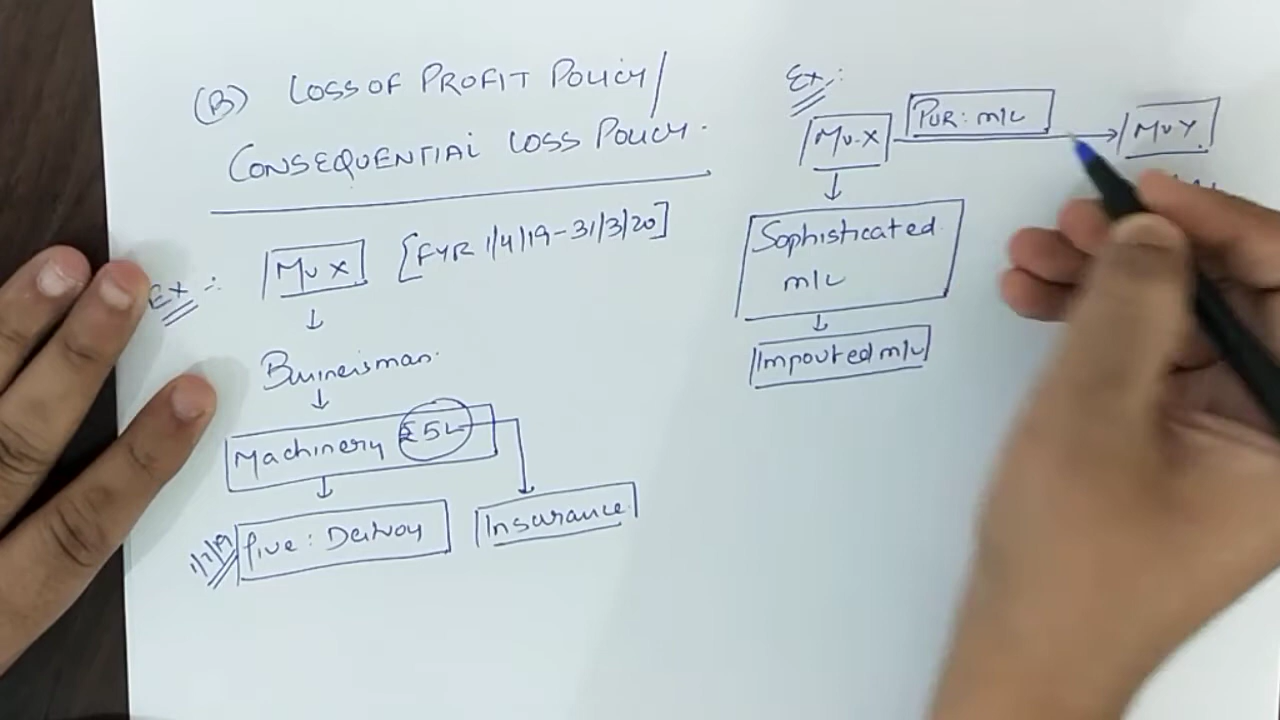 (B) LOSS OF PROFIT POLICY/
CONSEQUENTIAL LOSS POLICY.
Ex :-
Mr X
[FYR 1/4/19-31/3/20]
Businessman.
Machinery ₹5L
1/7/19
fire : Destroy
Insurance
Ex :-
Mr. X
PUR: m/c
Mr Y
Sophisticated
m/c
Imported m/c